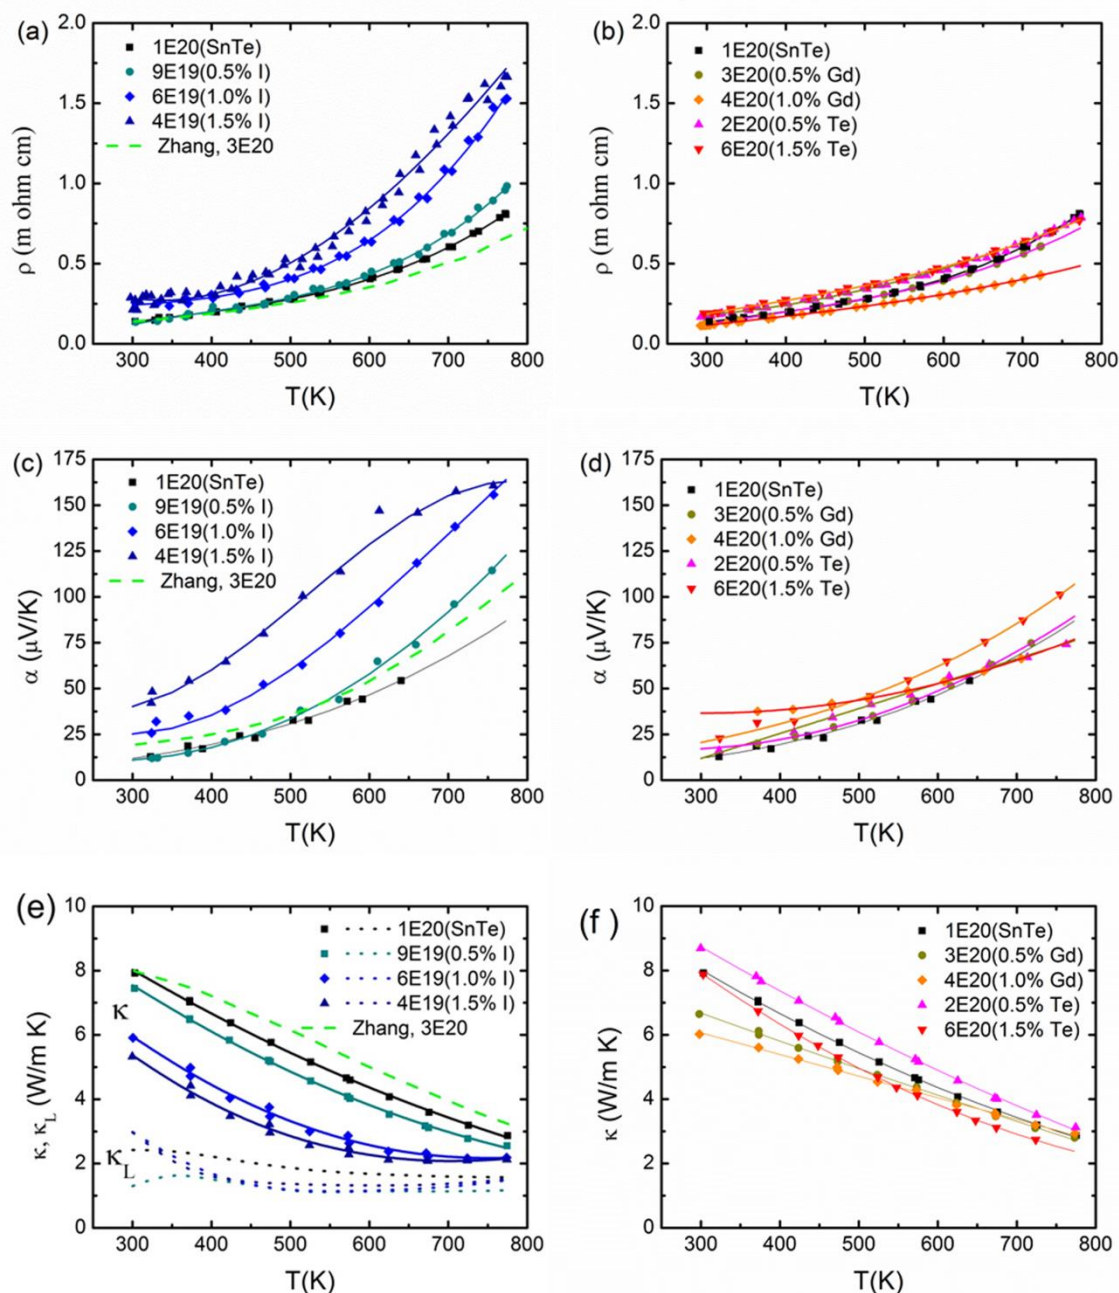 (a)
2.0
1.5
1.0
0.5
0.0
ρ (m ohm cm)
1E20(SnTe)
9E19(0.5% I)
6E19(1.0% I)
4E19(1.5% I)
Zhang, 3E20
300 400 500 600 700 800
T(K)
(b)
2.0
1.5
1.0
0.5
0.0
ρ (m ohm cm)
1E20(SnTe)
3E20(0.5% Gd)
4E20(1.0% Gd)
2E20(0.5% Te)
6E20(1.5% Te)
300 400 500 600 700 800
T(K)
(c)
175
150
125
100
75
50
25
0
α (μV/K)
1E20(SnTe)
9E19(0.5% I)
6E19(1.0% I)
4E19(1.5% I)
Zhang, 3E20
300 400 500 600 700 800
T(K)
(d)
175
150
125
100
75
50
25
0
α (μV/K)
1E20(SnTe)
3E20(0.5% Gd)
4E20(1.0% Gd)
2E20(0.5% Te)
6E20(1.5% Te)
300 400 500 600 700 800
T(K)
(e)
10
8
6
4
2
0
κ, κL (W/m K)
1E20(SnTe)
9E19(0.5% I)
6E19(1.0% I)
4E19(1.5% I)
Zhang, 3E20
κ
κL
300 400 500 600 700 800
T(K)
(f)
10
8
6
4
2
0
κ (W/m K)
1E20(SnTe)
3E20(0.5% Gd)
4E20(1.0% Gd)
2E20(0.5% Te)
6E20(1.5% Te)
300 400 500 600 700 800
T(K)